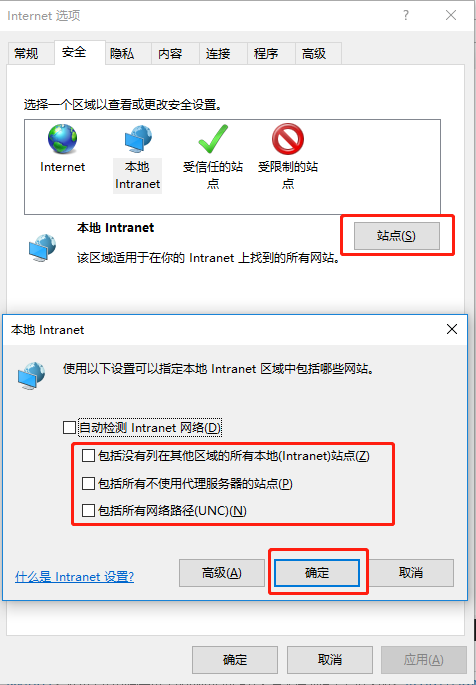 Internet 选项
常规 安全 隐私 内容 连接 程序 高级
选择一个区域以查看或更改安全设置。
Internet
本地
Intranet
受信任的站
点
受限制的站
点
本地 Intranet
站点(S)
该区域适用于在你的 Intranet 上找到的所有网站。
本地 Intranet
使用以下设置可以指定本地 Intranet 区域中包括哪些网站。
自动检测 Intranet 网络(D)
包括没有列在其他区域的所有本地(Intranet)站点(Z)
包括所有不使用代理服务器的站点(P)
包括所有网络路径(UNC)(N)
什么是 Intranet 设置?
高级(A) 确定 取消
确定 取消 应用(A)